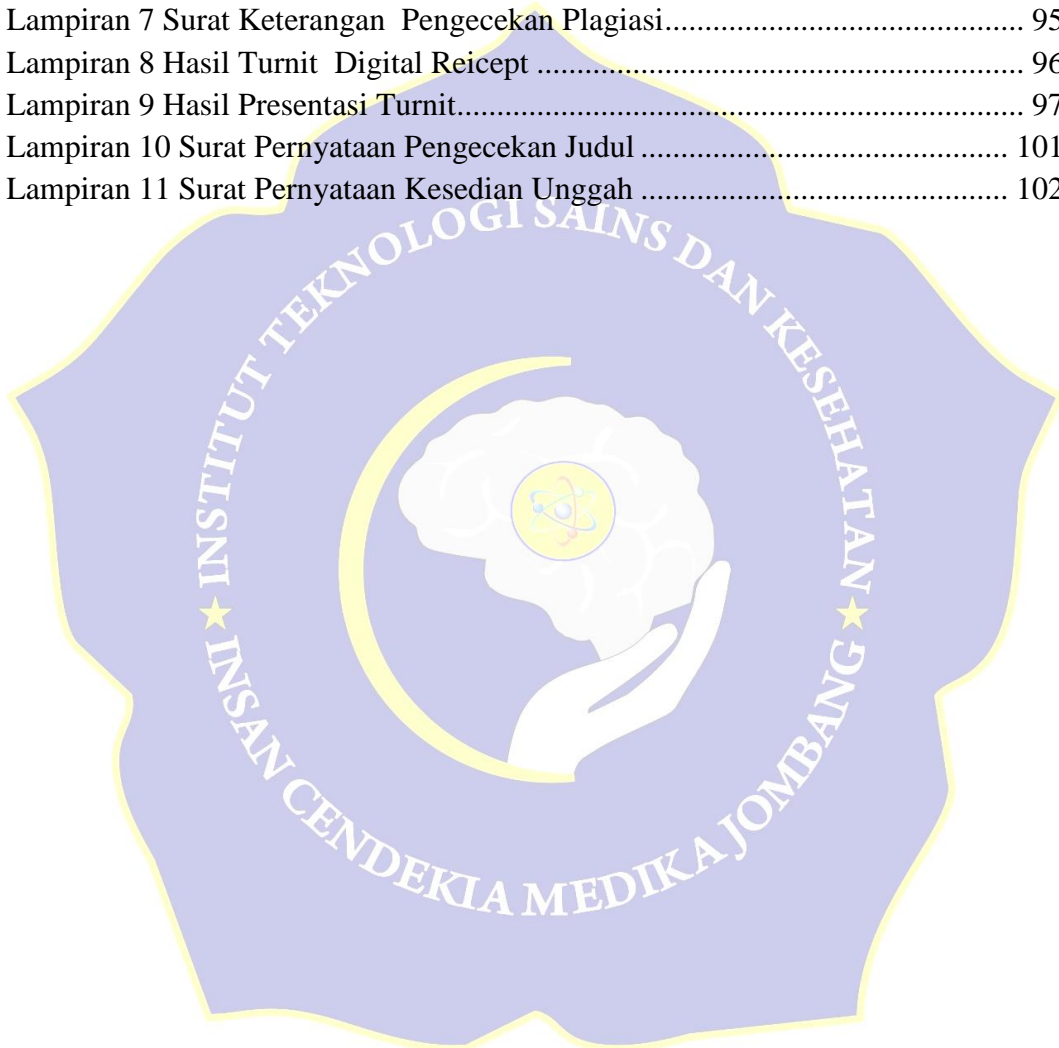 Lampiran 7 Surat Keterangan  Pengecekan Plagiasi...................................................... 95
Lampiran 8 Hasil Turnit  Digital Reicept .......................................................................... 96
Lampiran 9 Hasil Presentasi Turnit..................................................................................... 97
Lampiran 10 Surat Pernyataan Pengecekan Judul ........................................................ 101
Lampiran 11 Surat Pernyataan Kesedian Unggah ........................................................ 102
INSTITUT TEKNOLOGI SAINS DAN KESEHATAN
INSAN CENDEKIA MEDIKA JOMBANG